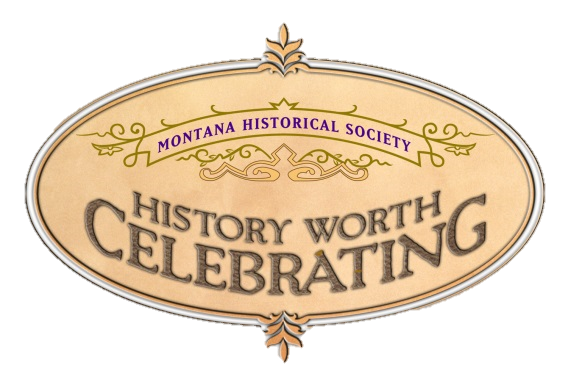 MONTANA HISTORICAL SOCIETY
HISTORY WORTH
CELEBRATING